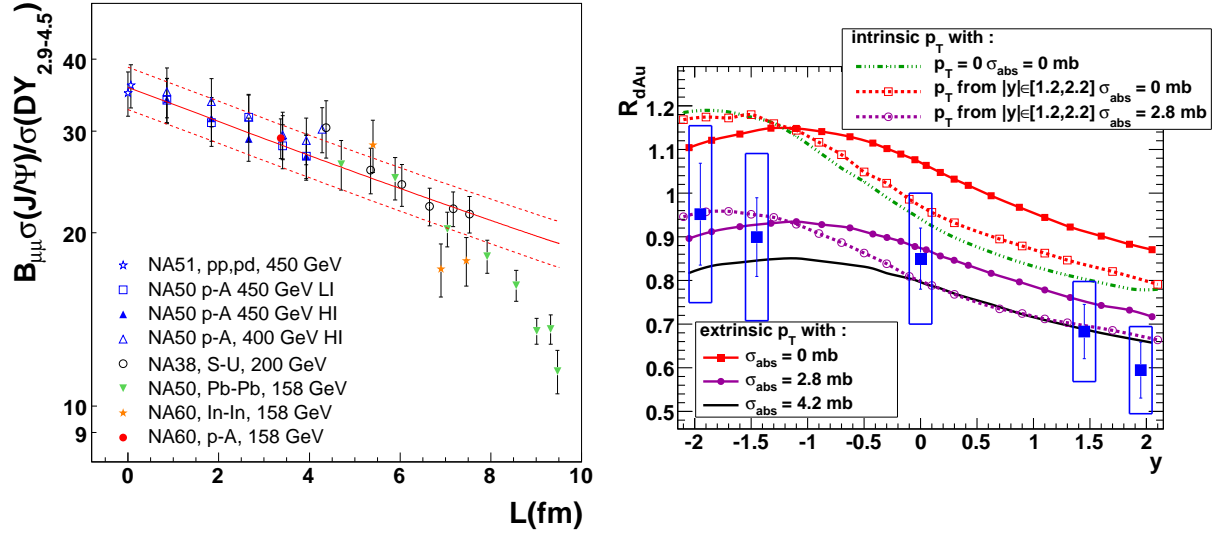 B_μμσ(J/Ψ)/σ(DY_2.9-4.5)
40
30
20
10
9
NA51, pp,pd, 450 GeV
NA50 p-A 450 GeV LI
NA50 p-A 450 GeV HI
NA50 p-A, 400 GeV HI
NA38, S-U, 200 GeV
NA50, Pb-Pb, 158 GeV
NA60, In-In, 158 GeV
NA60, p-A, 158 GeV
0 2 4 6 8 10
L(fm)
intrinsic p_T with :
p_T = 0 σ_abs = 0 mb
p_T from |y|∈[1.2,2.2] σ_abs = 0 mb
p_T from |y|∈[1.2,2.2] σ_abs = 2.8 mb
R_dAu
1.2
1.1
1
0.9
0.8
0.7
0.6
0.5
extrinsic p_T with :
σ_abs = 0 mb
σ_abs = 2.8 mb
σ_abs = 4.2 mb
-2 -1.5 -1 -0.5 0 0.5 1 1.5 2
y